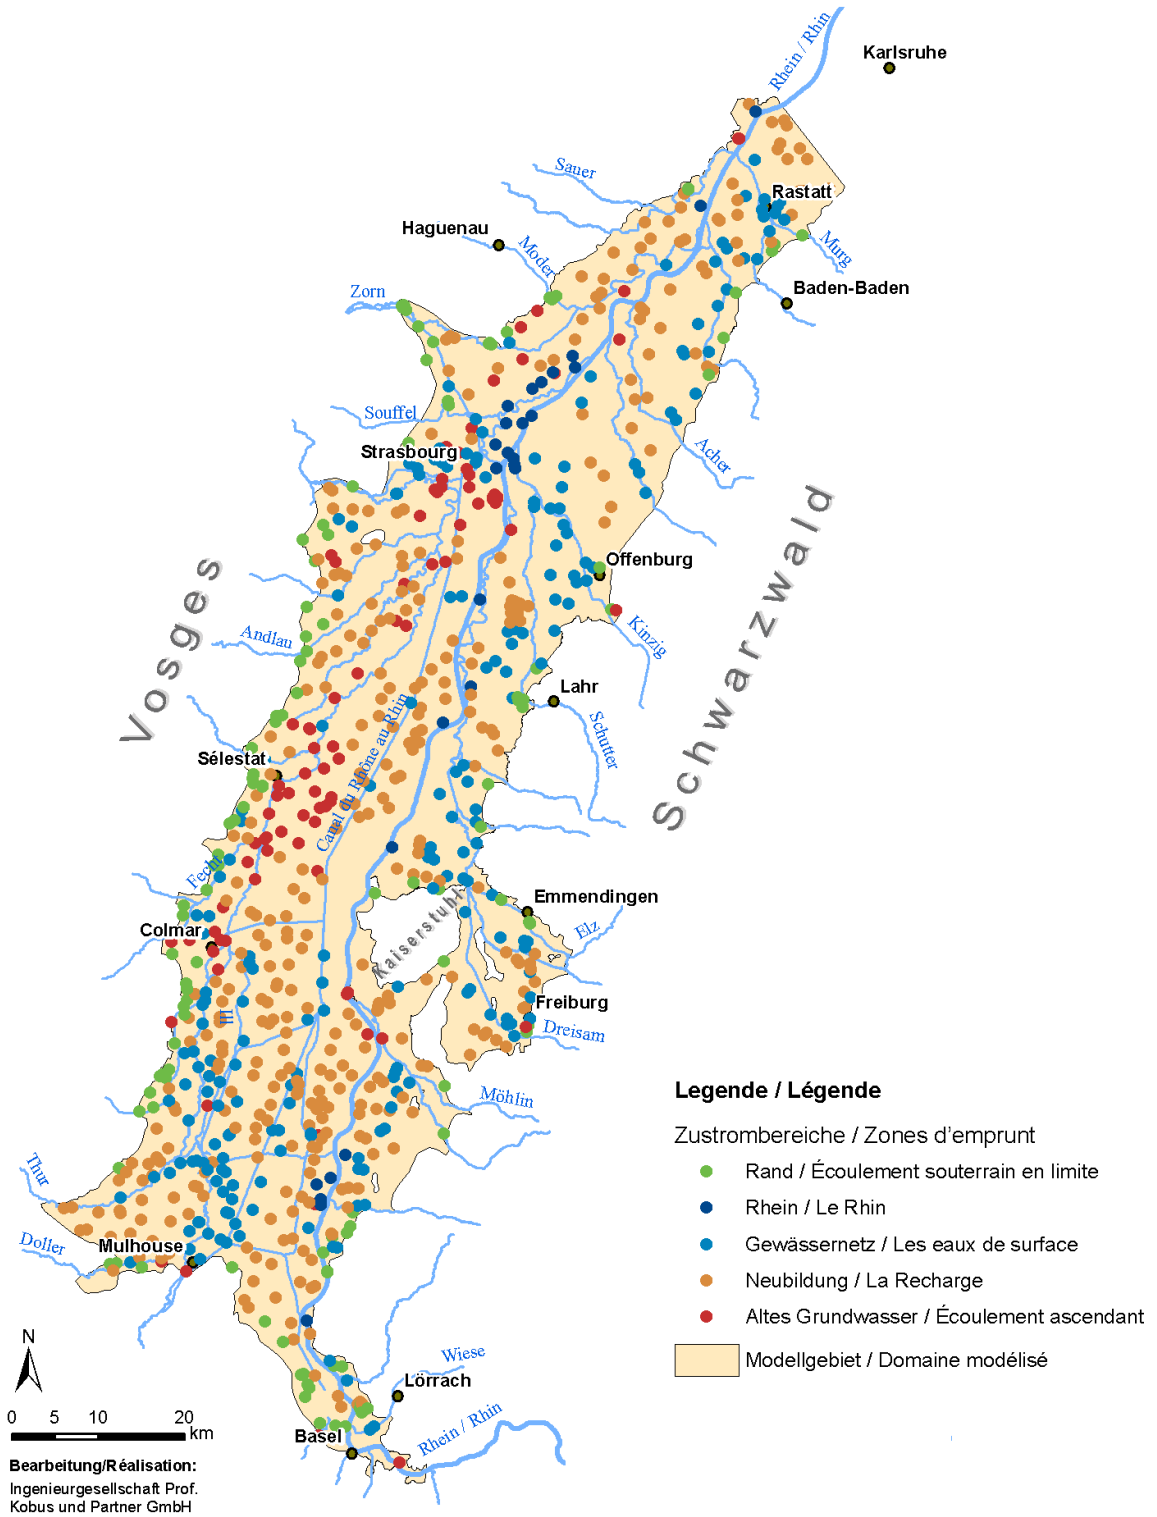 Karlsruhe
Rhein / Rhin
Sauer
Rastatt
Haguenau
Moder
Murg
Zorn
Baden-Baden
Souffel
Strasbourg
Acher
Vosges
Schwarzwald
Offenburg
Andlau
Kinzig
Lahr
Canal du Rhône au Rhin
Schutter
Sélestat
Fecht
Emmendingen
Kaiserstuhl
Colmar
Elz
Ill
Freiburg
Dreisam
Möhlin
Thur
Doller
Mulhouse
Wiese
Lörrach
Basel
Rhein / Rhin
Legende / Légende
Zustrombereiche / Zones d'emprunt
Rand / Écoulement souterrain en limite
Rhein / Le Rhin
Gewässernetz / Les eaux de surface
Neubildung / La Recharge
Altes Grundwasser / Écoulement ascendant
Modellgebiet / Domaine modélisé
N
0 5 10 20
km
Bearbeitung/Réalisation:
Ingenieurgesellschaft Prof.
Kobus und Partner GmbH